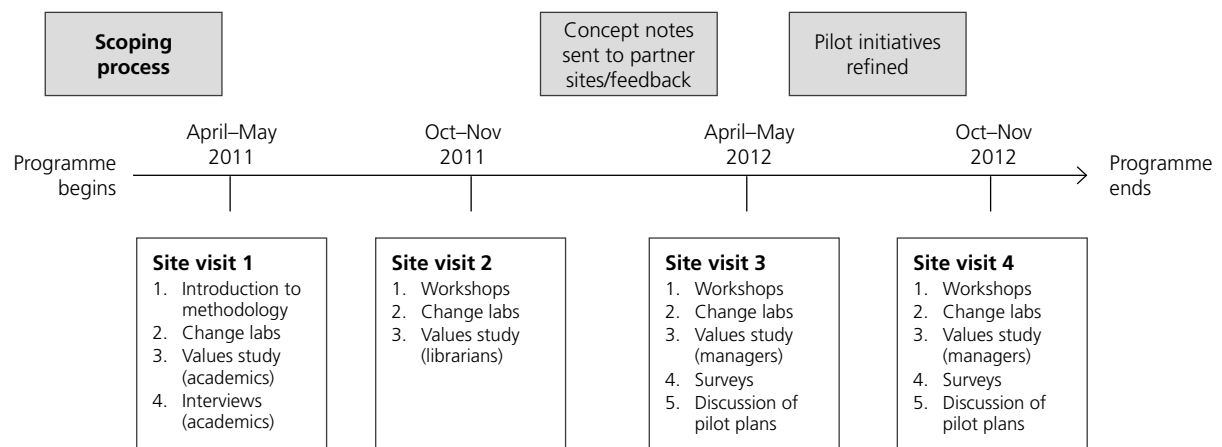 Scoping
process
Concept notes
sent to partner
sites/feedback
Pilot initiatives
refined
Programme
begins
April–May
2011
Oct–Nov
2011
April–May
2012
Oct–Nov
2012
Programme
ends
Site visit 1
1. Introduction to
methodology
2. Change labs
3. Values study
(academics)
4. Interviews
(academics)
Site visit 2
1. Workshops
2. Change labs
3. Values study
(librarians)
Site visit 3
1. Workshops
2. Change labs
3. Values study
(managers)
4. Surveys
5. Discussion of
pilot plans
Site visit 4
1. Workshops
2. Change labs
3. Values study
(managers)
4. Surveys
5. Discussion of
pilot plans